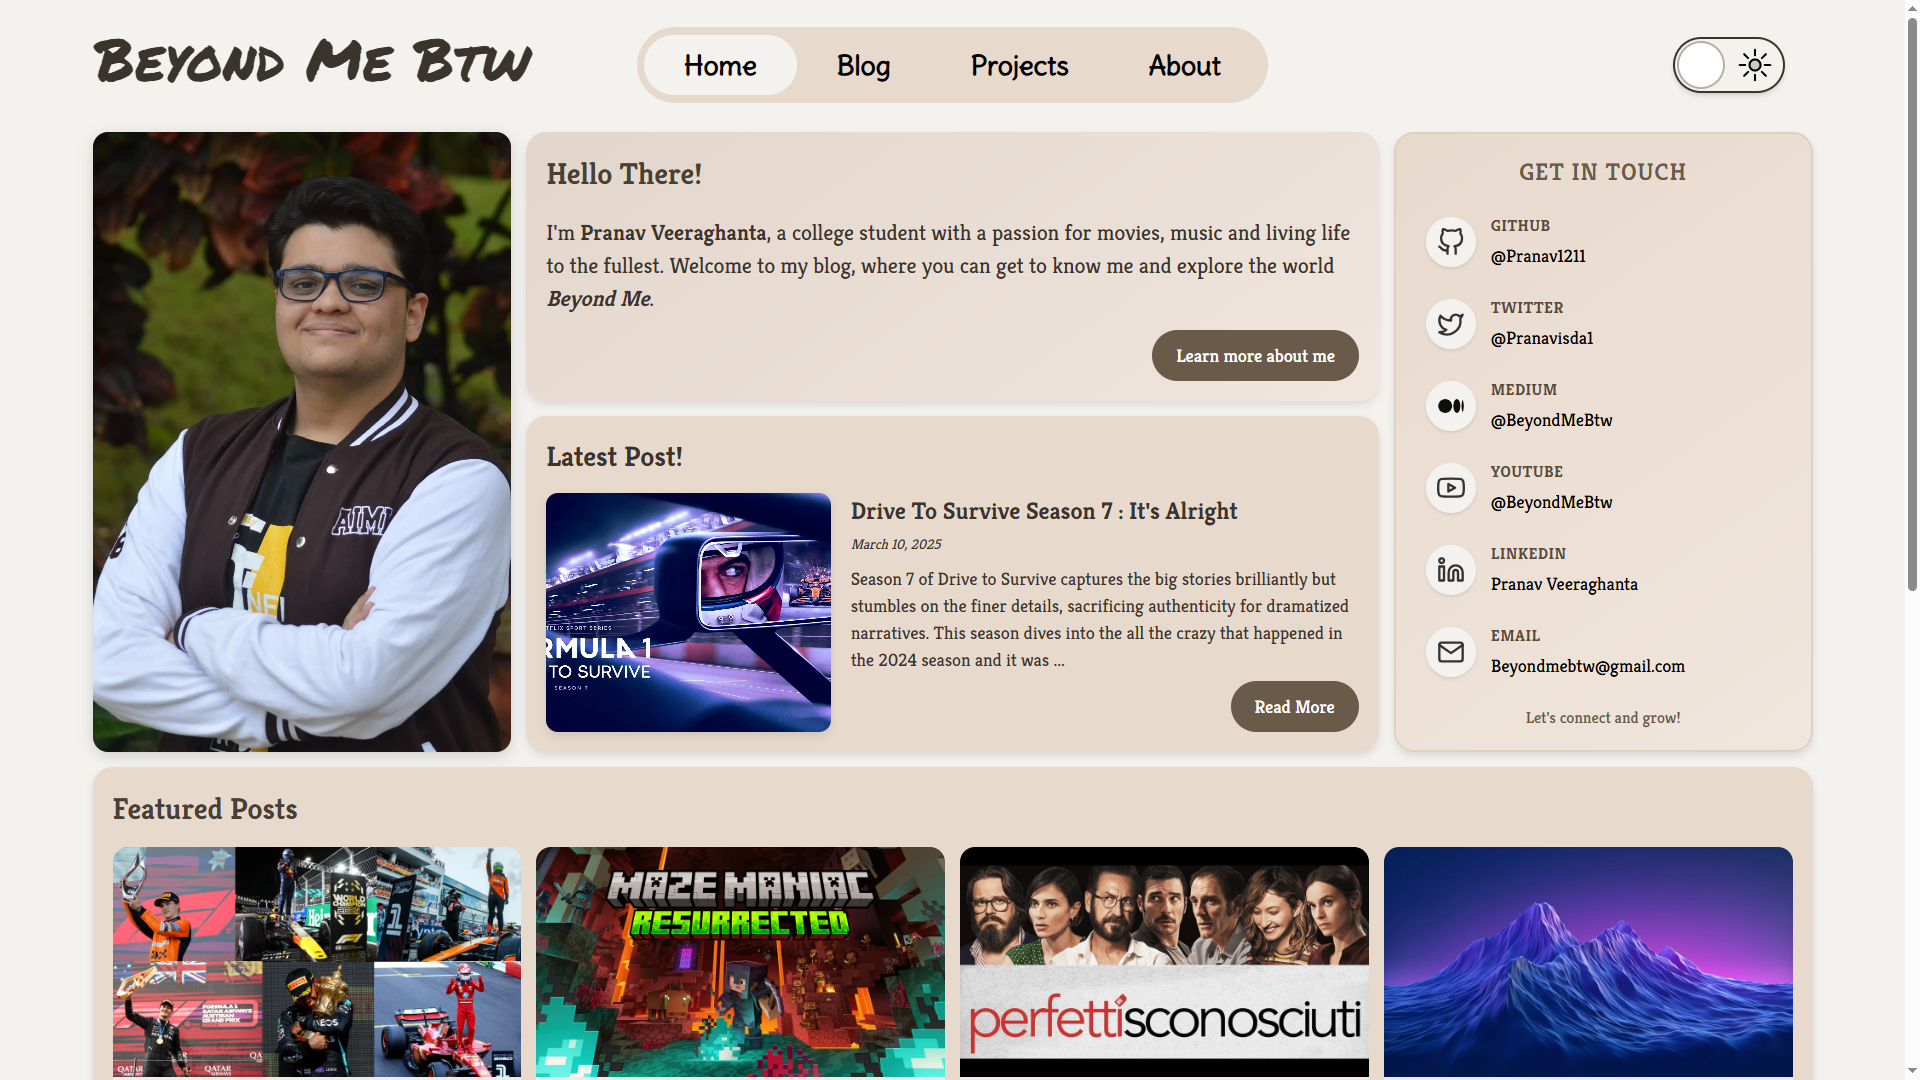 Beyond Me Btw
Home
Blog
Projects
About
Hello There!
I'm Pranav Veeraghanta, a college student with a passion for movies, music and living life
to the fullest. Welcome to my blog, where you can get to know me and explore the world
Beyond Me.
Learn more about me
Latest Post!
RMULA 1
TO SURVIVE
SEASON 7
Drive To Survive Season 7 : It's Alright
March 10, 2025
Season 7 of Drive to Survive captures the big stories brilliantly but
stumbles on the finer details, sacrificing authenticity for dramatized
narratives. This season dives into the all the crazy that happened in
the 2024 season and it was ...
Read More
GET IN TOUCH
GITHUB
@Pranav1211
TWITTER
@Pranavisda1
MEDIUM
@BeyondMeBtw
YOUTUBE
@BeyondMeBtw
LINKEDIN
Pranav Veeraghanta
EMAIL
Beyondmebtw@gmail.com
Let's connect and grow!
Featured Posts
MAZE MANIAC
RESURRECTED
perfettisconosciuti